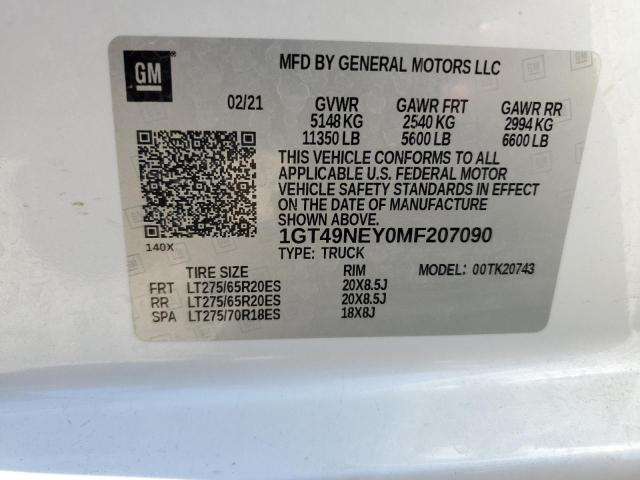 GM
MFD BY GENERAL MOTORS LLC
02/21 GVWR GAWR FRT GAWR RR
5148 KG 2540 KG 2994 KG
11350 LB 5600 LB 6600 LB
THIS VEHICLE CONFORMS TO ALL
APPLICABLE U.S. FEDERAL MOTOR
VEHICLE SAFETY STANDARDS IN EFFECT
ON THE DATE OF MANUFACTURE
SHOWN ABOVE.
140X 1GT49NEY0MF207090
TYPE: TRUCK
TIRE SIZE RIM MODEL: 00TK20743
FRT LT275/65R20ES 20X8.5J
RR LT275/65R20ES 20X8.5J
SPA LT275/70R18ES 18X8J